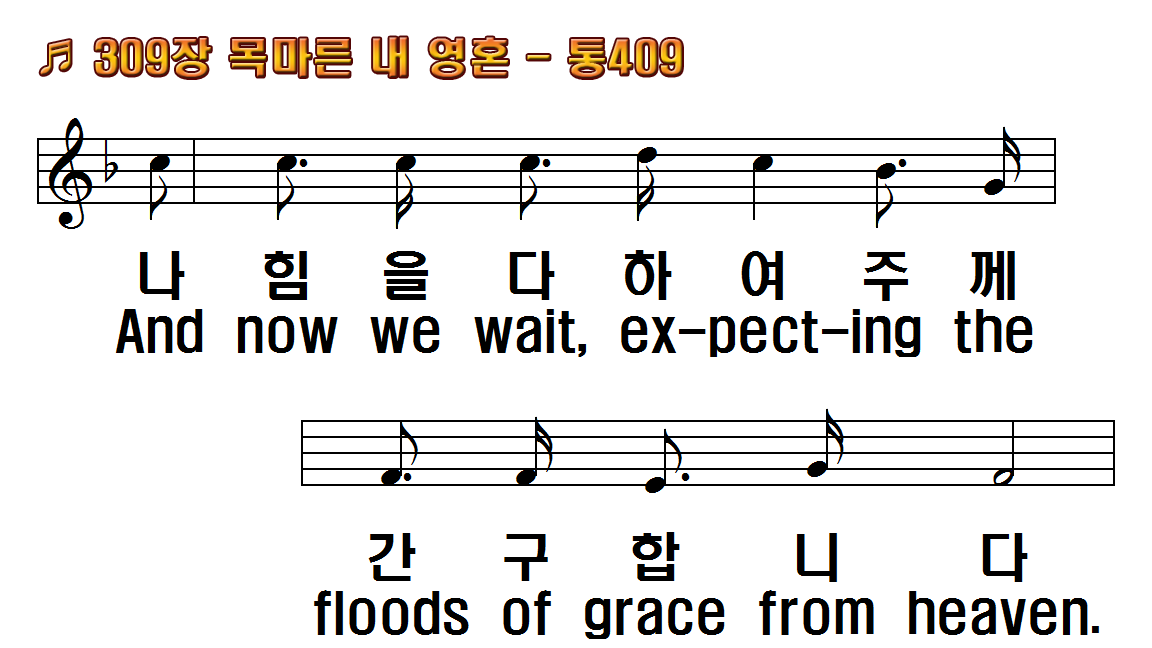 ♬ 309장 목마른 내 영혼 - 통409
나 힘 을 다 하 여 주 께
And now we wait, ex-pect-ing the
간 구 합 니 다
floods of grace from heaven.